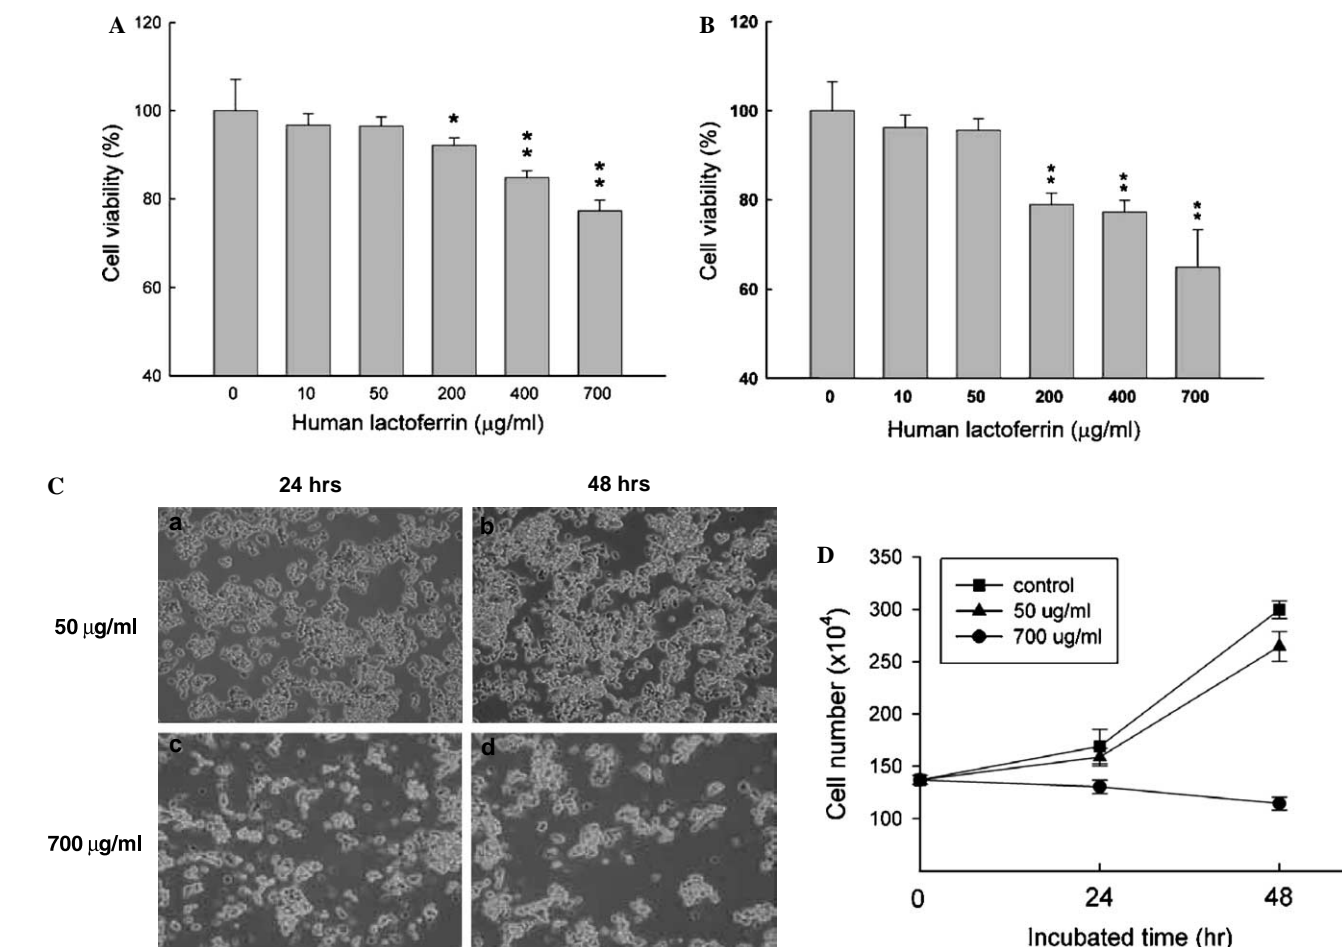 A
120
100
80
60
40
Cell viability (%)
*
* *
* *
0 10 50 200 400 700
Human lactoferrin (µg/ml)
B
120
100
80
60
40
Cell viability (%)
* *
* *
* *
0 10 50 200 400 700
Human lactoferrin (µg/ml)
C
24 hrs 48 hrs
50 µg/ml
a b
700 µg/ml
c d
D
350
300
250
200
150
100
Cell number (x10⁴)
control
50 ug/ml
700 ug/ml
0 24 48
Incubated time (hr)